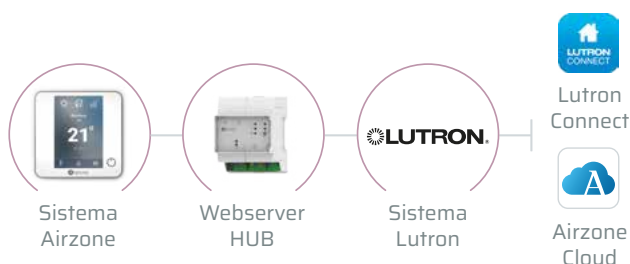 21°
Sistema
Airzone
Webserver
HUB
LUTRON.
Sistema
Lutron
LUTRON
CONNECT
Lutron
Connect
A
Airzone
Cloud